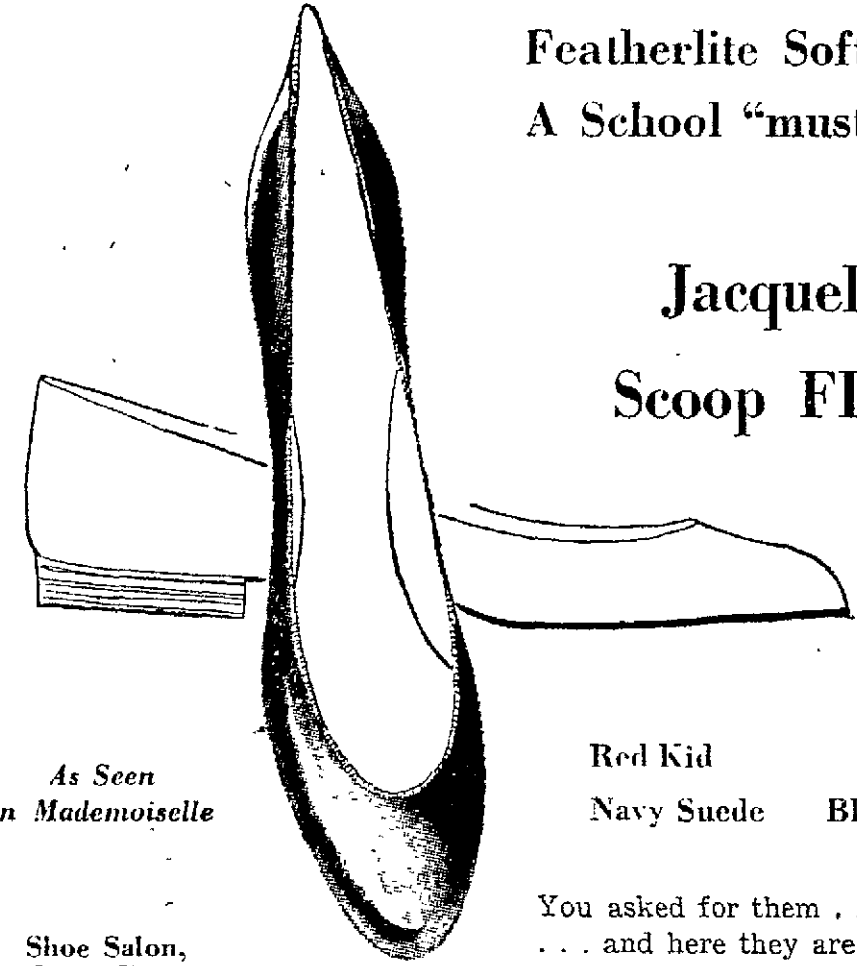 Featherlite Soft
A School “must
Jacquel
Scoop Fl
As Seen
n Mademoiselle
Red Kid
Navy Suede Bl
You asked for them . .
. . . and here they are
Shoe Salon,